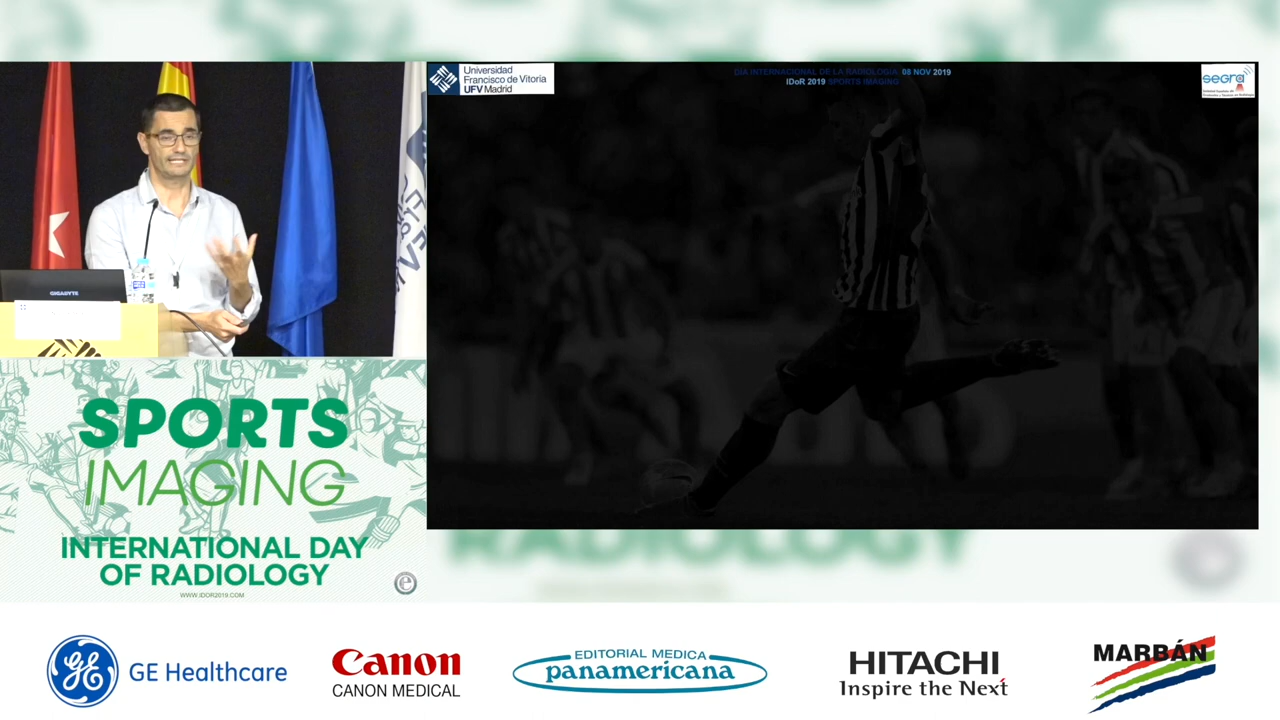 Universidad
Francisco de Vitoria
UFV Madrid
DIA INTERNACIONAL DE LA RADIOLOGIA 08 NOV 2019
IDoR 2019 SPORTS IMAGING
segra
GIGABYTE
SPORTS
IMAGING
INTERNATIONAL DAY
OF RADIOLOGY
WWW.IDOR2019.COM
RADIOLOGY
GE Healthcare
Canon
CANON MEDICAL
EDITORIAL MEDICA
panamericana
HITACHI
Inspire the Next
MARBÁN